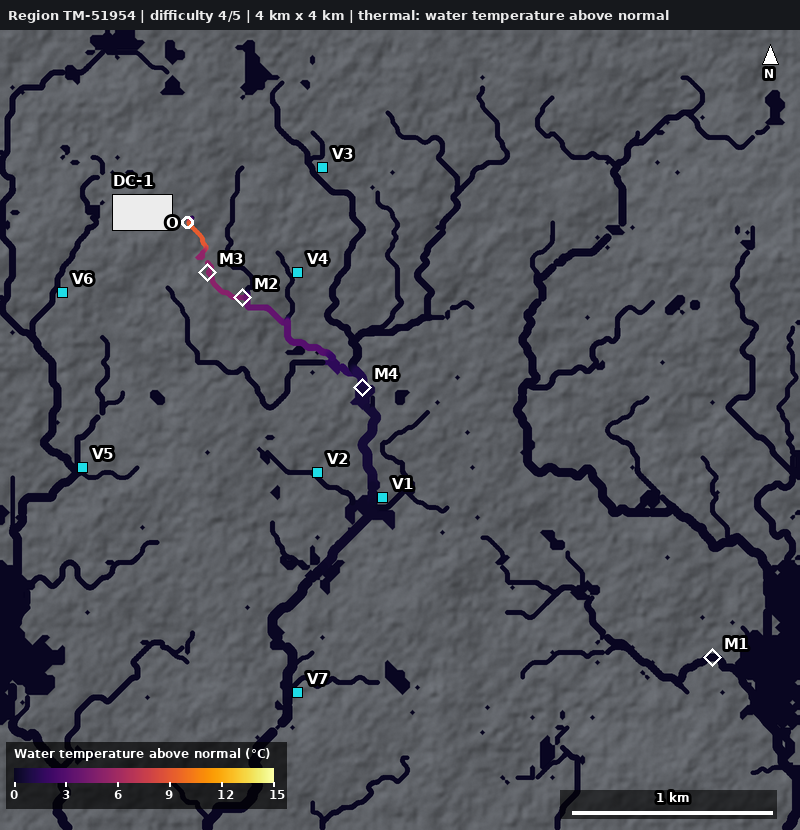 Region TM-51954 | difficulty 4/5 | 4 km x 4 km | thermal: water temperature above normal
N
V3
DC-1
O
M3
V4
V6
M2
M4
V2
V5
V1
M1
V7
Water temperature above normal (°C)
0 3 6 9 12 15
1 km